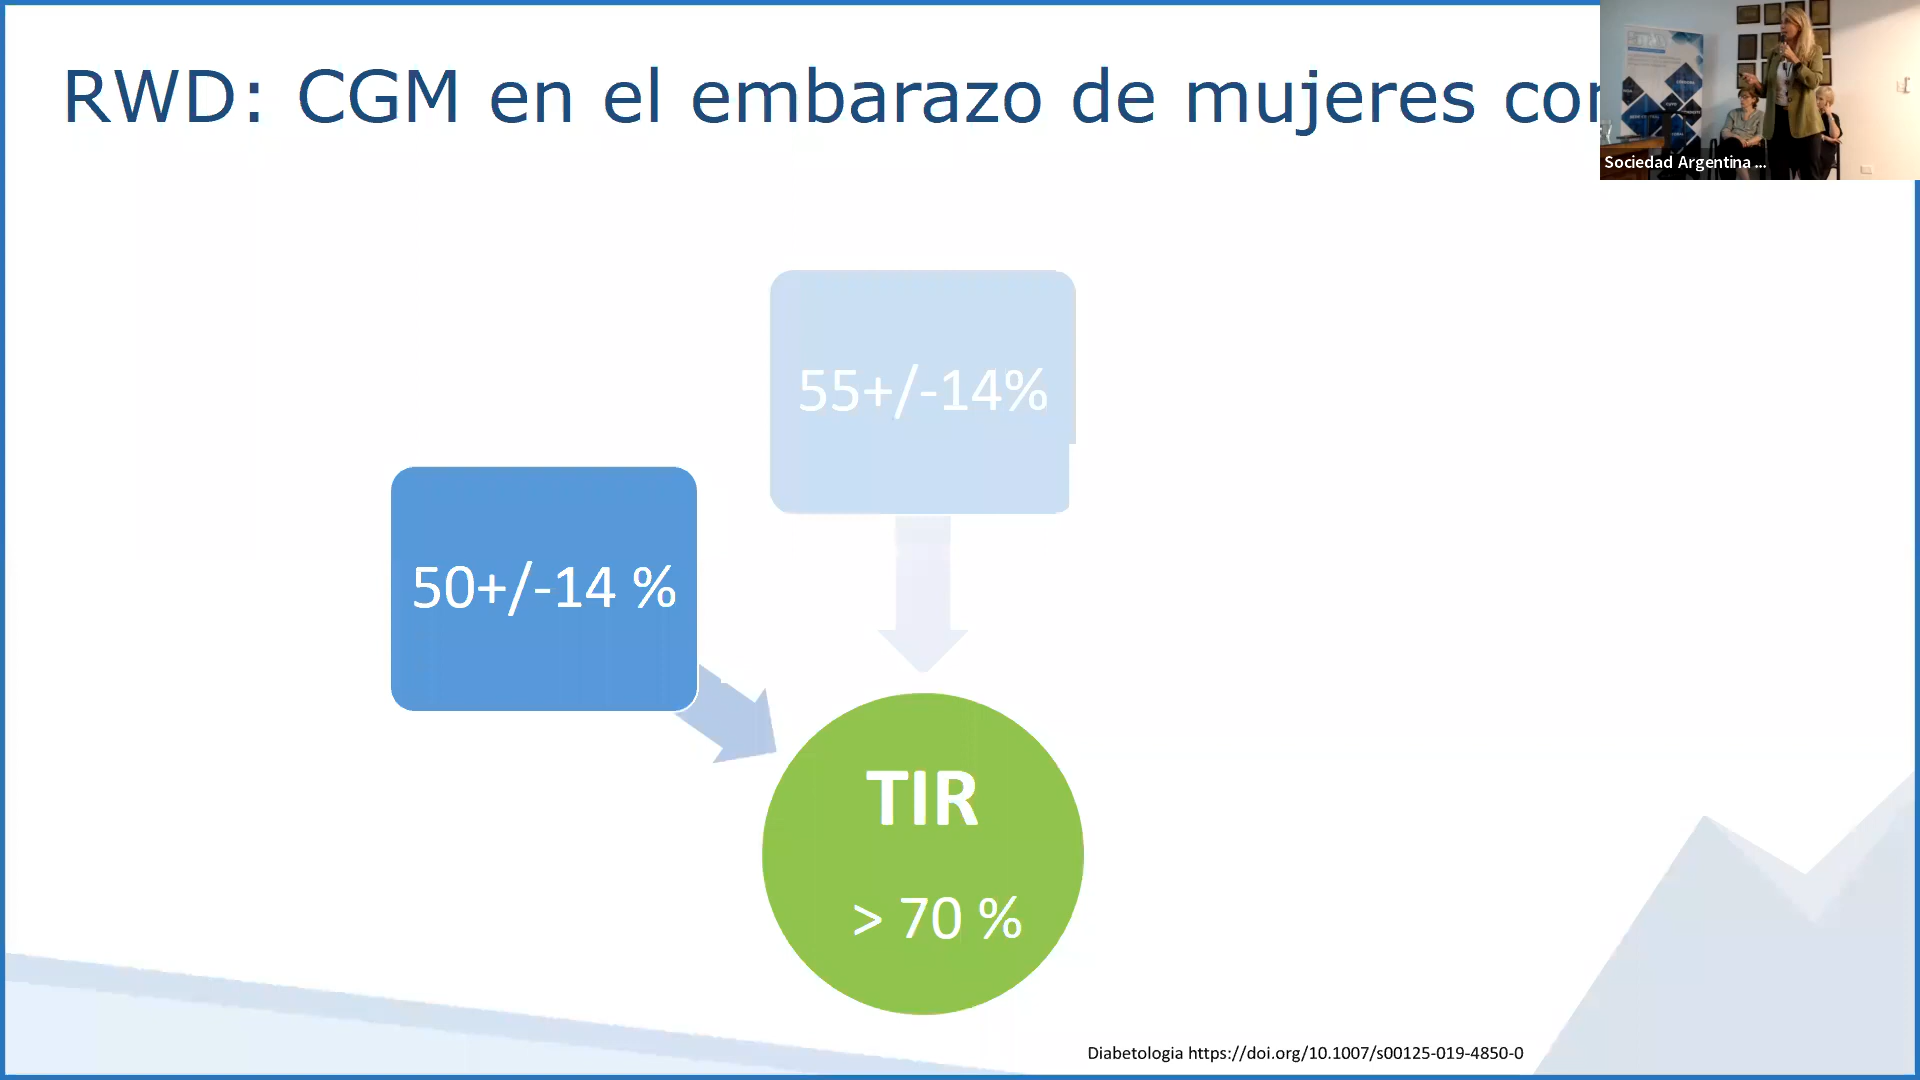 RWD: CGM en el embarazo de mujeres con
Sociedad Argentina ...
55+/-14%
50+/-14 %
TIR
> 70 %
Diabetologia https://doi.org/10.1007/s00125-019-4850-0